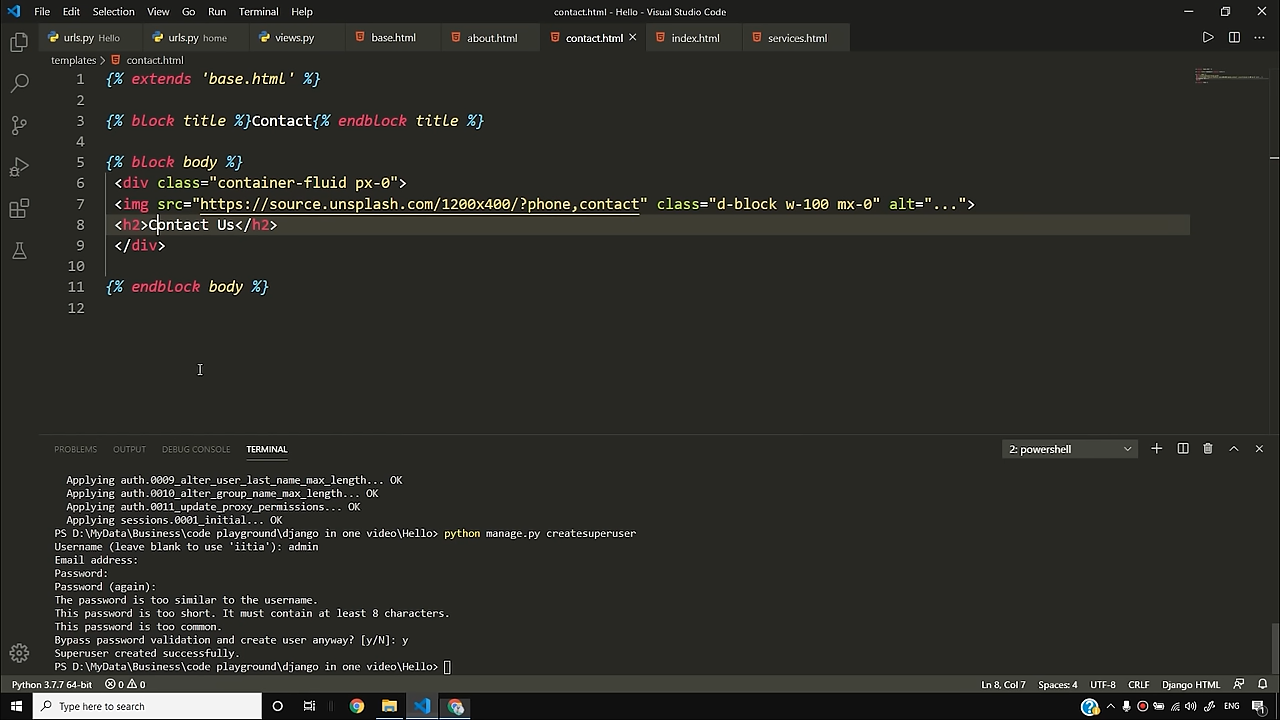 File Edit Selection View Go Run Terminal Help contact.html - Hello - Visual Studio Code
urls.py Hello urls.py home views.py base.html about.html contact.html index.html services.html
templates > contact.html
1 {% extends 'base.html' %}
2
3 {% block title %}Contact{% endblock title %}
4
5 {% block body %}
6 <div class="container-fluid px-0">
7 <img src="https://source.unsplash.com/1200x400/?phone,contact" class="d-block w-100 mx-0" alt="...">
8 <h2>Contact Us</h2>
9 </div>
10
11 {% endblock body %}
12
PROBLEMS OUTPUT DEBUG CONSOLE TERMINAL 2: powershell
Applying auth.0009_alter_user_last_name_max_length... OK
Applying auth.0010_alter_group_name_max_length... OK
Applying auth.0011_update_proxy_permissions... OK
Applying sessions.0001_initial... OK
PS D:\MyData\Business\code playground\django in one video\Hello> python manage.py createsuperuser
Username (leave blank to use 'iitia'): admin
Email address:
Password:
Password (again):
The password is too similar to the username.
This password is too short. It must contain at least 8 characters.
This password is too common.
Bypass password validation and create user anyway? [y/N]: y
Superuser created successfully.
PS D:\MyData\Business\code playground\django in one video\Hello>
Python 3.7.7 64-bit 0 0 Ln 8, Col 7 Spaces: 4 UTF-8 CRLF Django HTML
Type here to search ENG